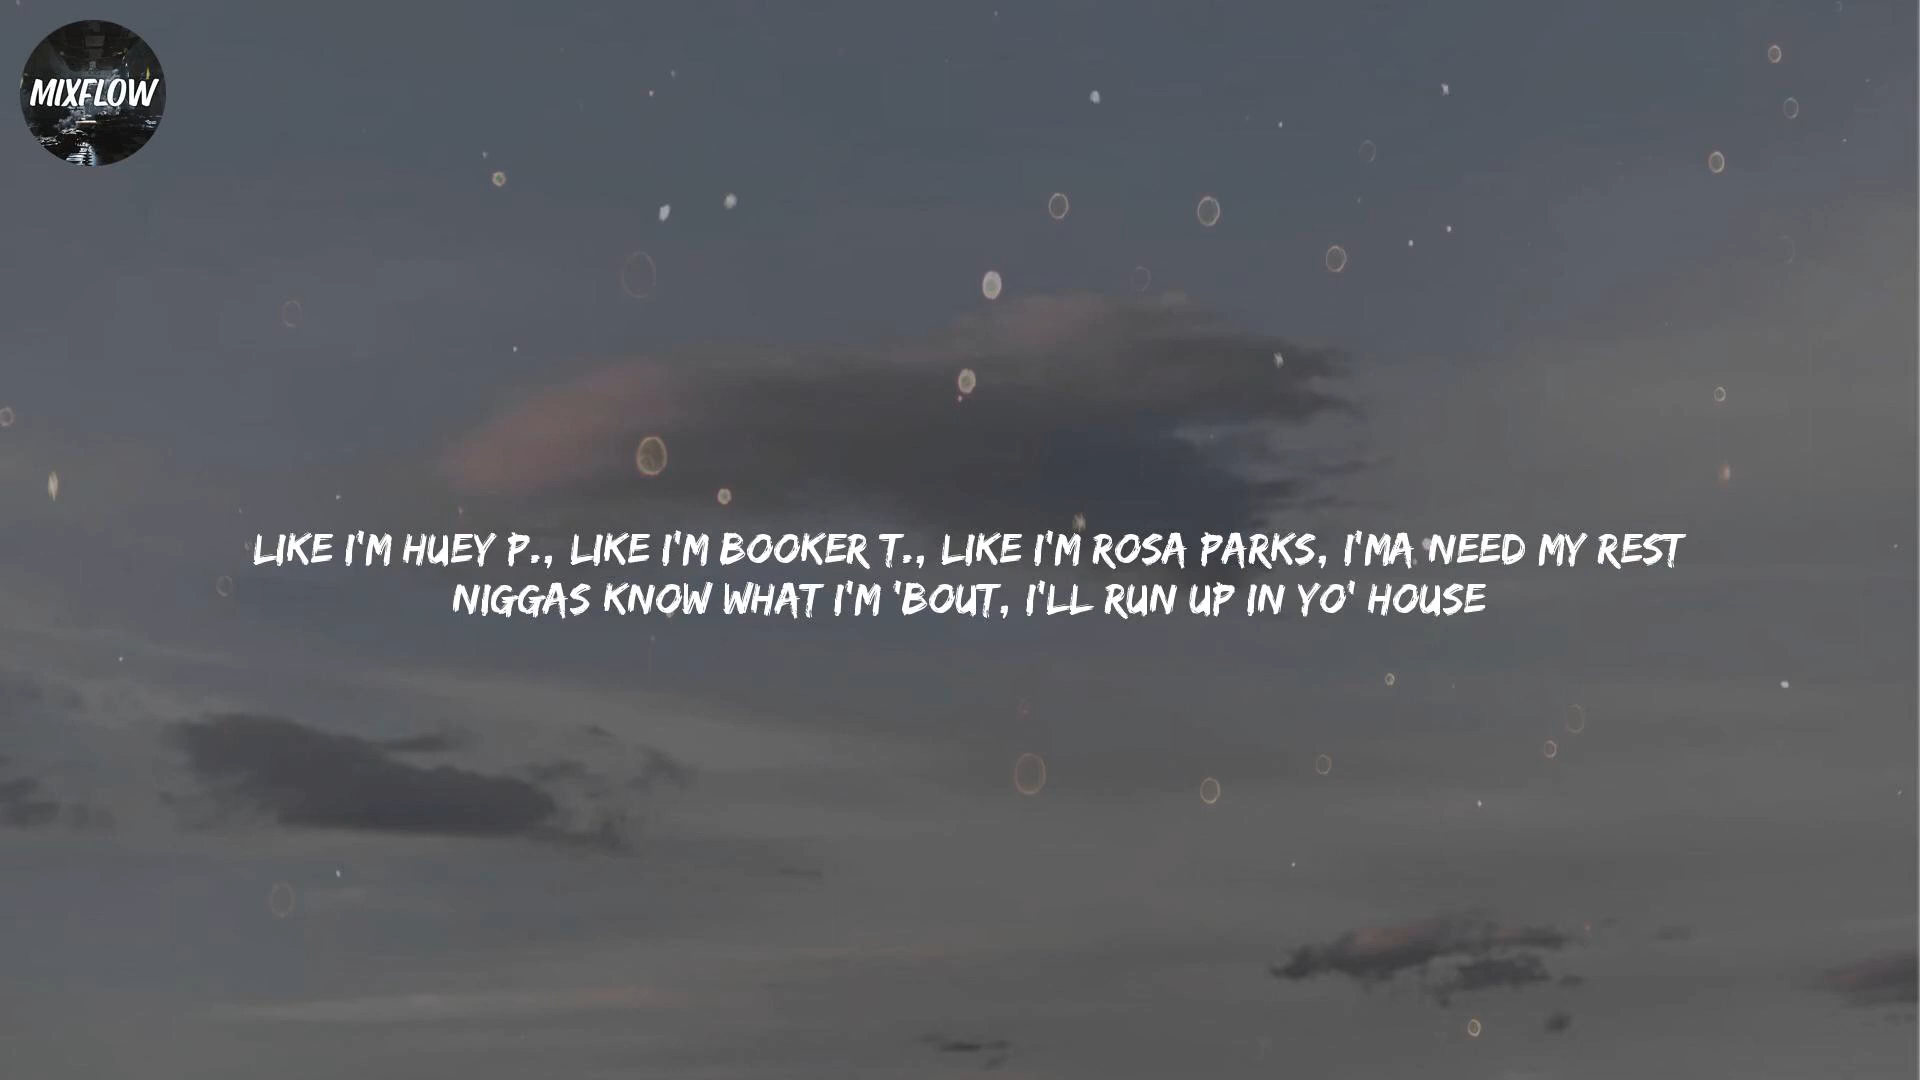 MIXFLOW
LIKE I'M HUEY P., LIKE I'M BOOKER T., LIKE I'M ROSA PARKS, I'MA NEED MY REST
NIGGAS KNOW WHAT I'M 'BOUT, I'LL RUN UP IN YO' HOUSE